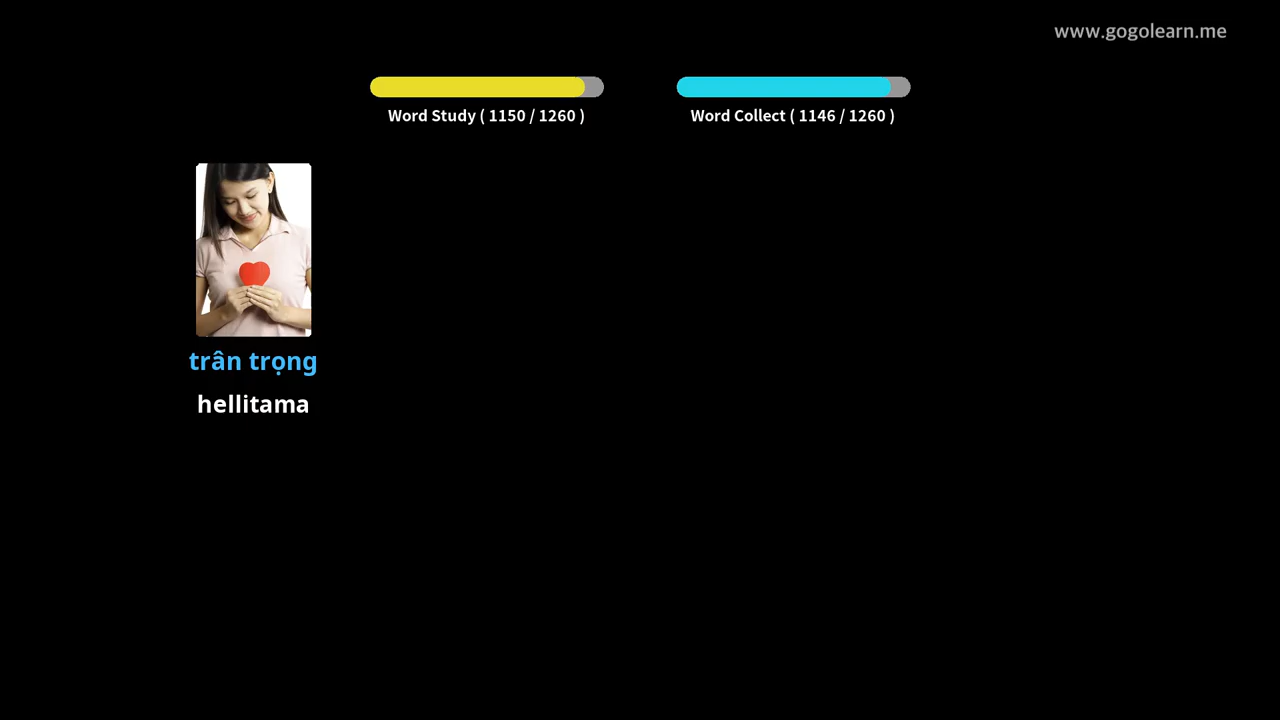 www.gogolearn.me
Word Study ( 1150 / 1260 )
Word Collect ( 1146 / 1260 )
trân trọng
hellitama